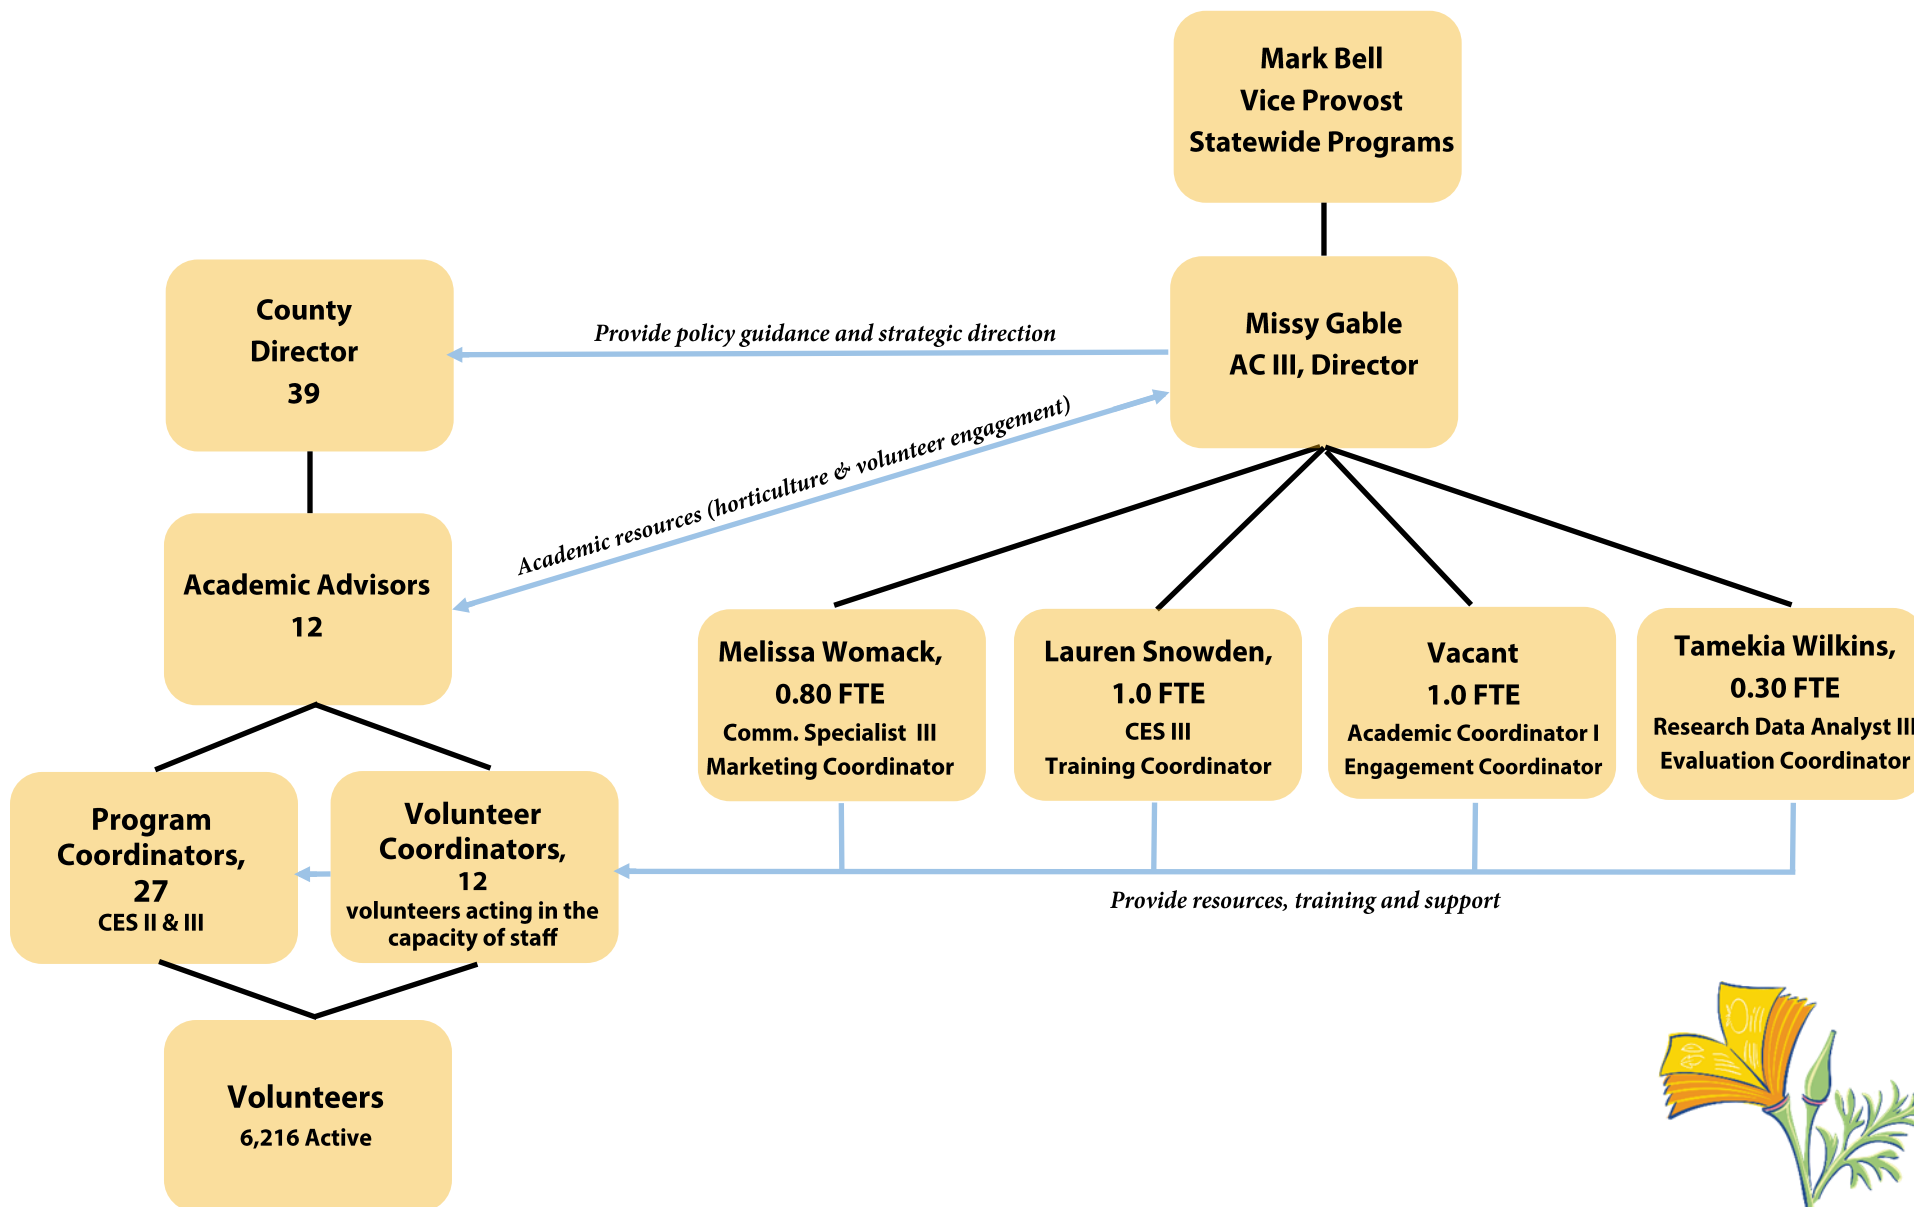 Mark Bell
Vice Provost
Statewide Programs
County
Director
39
Provide policy guidance and strategic direction
Missy Gable
AC III, Director
Academic resources (horticulture & volunteer engagement)
Academic Advisors
12
Melissa Womack,
0.80 FTE
Comm. Specialist III
Marketing Coordinator
Lauren Snowden,
1.0 FTE
CES III
Training Coordinator
Vacant
1.0 FTE
Academic Coordinator I
Engagement Coordinator
Tamekia Wilkins,
0.30 FTE
Research Data Analyst III
Evaluation Coordinator
Program
Coordinators,
27
CES II & III
Volunteer
Coordinators,
12
volunteers acting in the
capacity of staff
Provide resources, training and support
Volunteers
6,216 Active